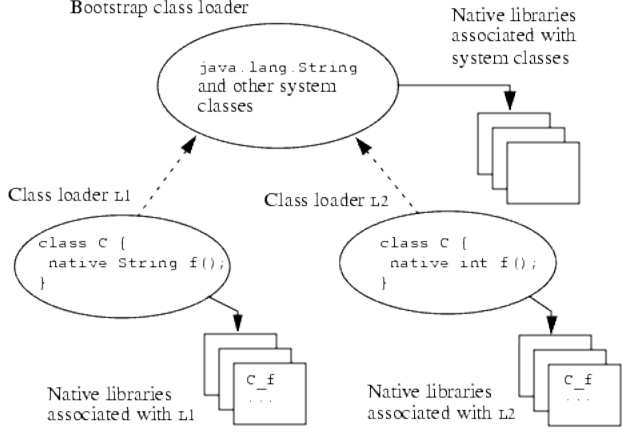 Bootstrap class loader
Native libraries
associated with
system classes
java.lang.String
and other system
classes
Class loader L1
Class loader L2
class C {
native String f();
}
class C {
native int f();
}
C_f
...
Native libraries
associated with L1
C_f
...
Native libraries
associated with L2